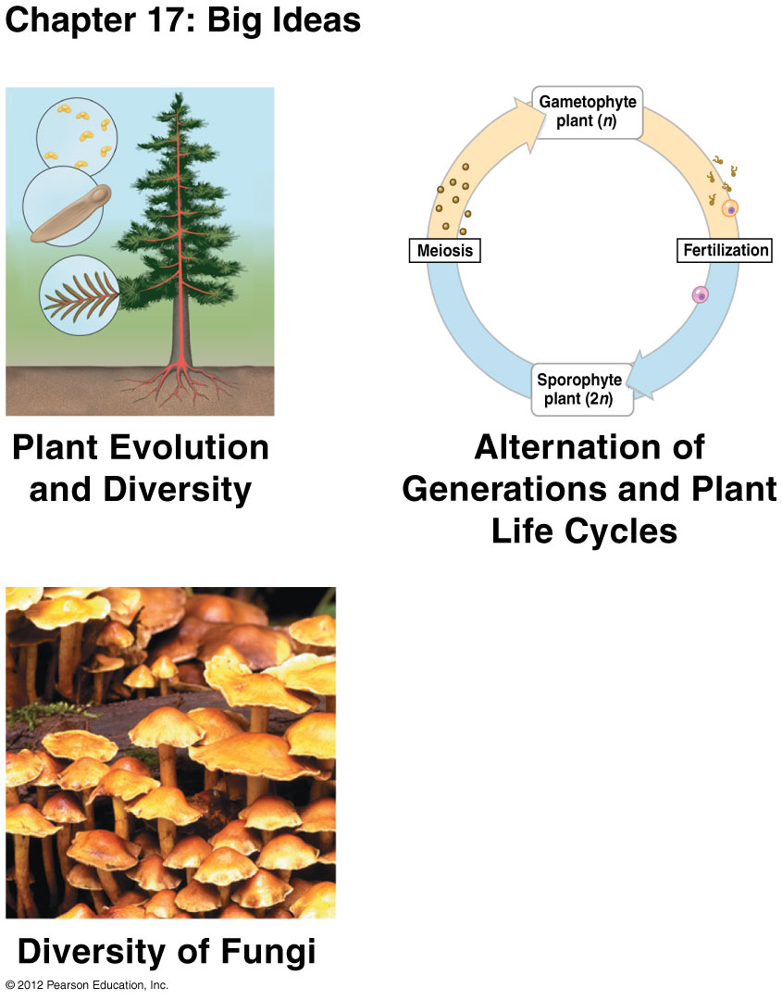 Chapter 17: Big Ideas
Gametophyte
plant (n)
Meiosis
Fertilization
Sporophyte
plant (2n)
Plant Evolution
and Diversity
Alternation of
Generations and Plant
Life Cycles
Diversity of Fungi
© 2012 Pearson Education, Inc.